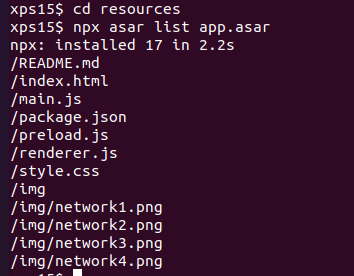 xps15$ cd resources
xps15$ npx asar list app.asar
npx: installed 17 in 2.2s
/README.md
/index.html
/main.js
/package.json
/preload.js
/renderer.js
/style.css
/img
/img/network1.png
/img/network2.png
/img/network3.png
/img/network4.png
xps15$